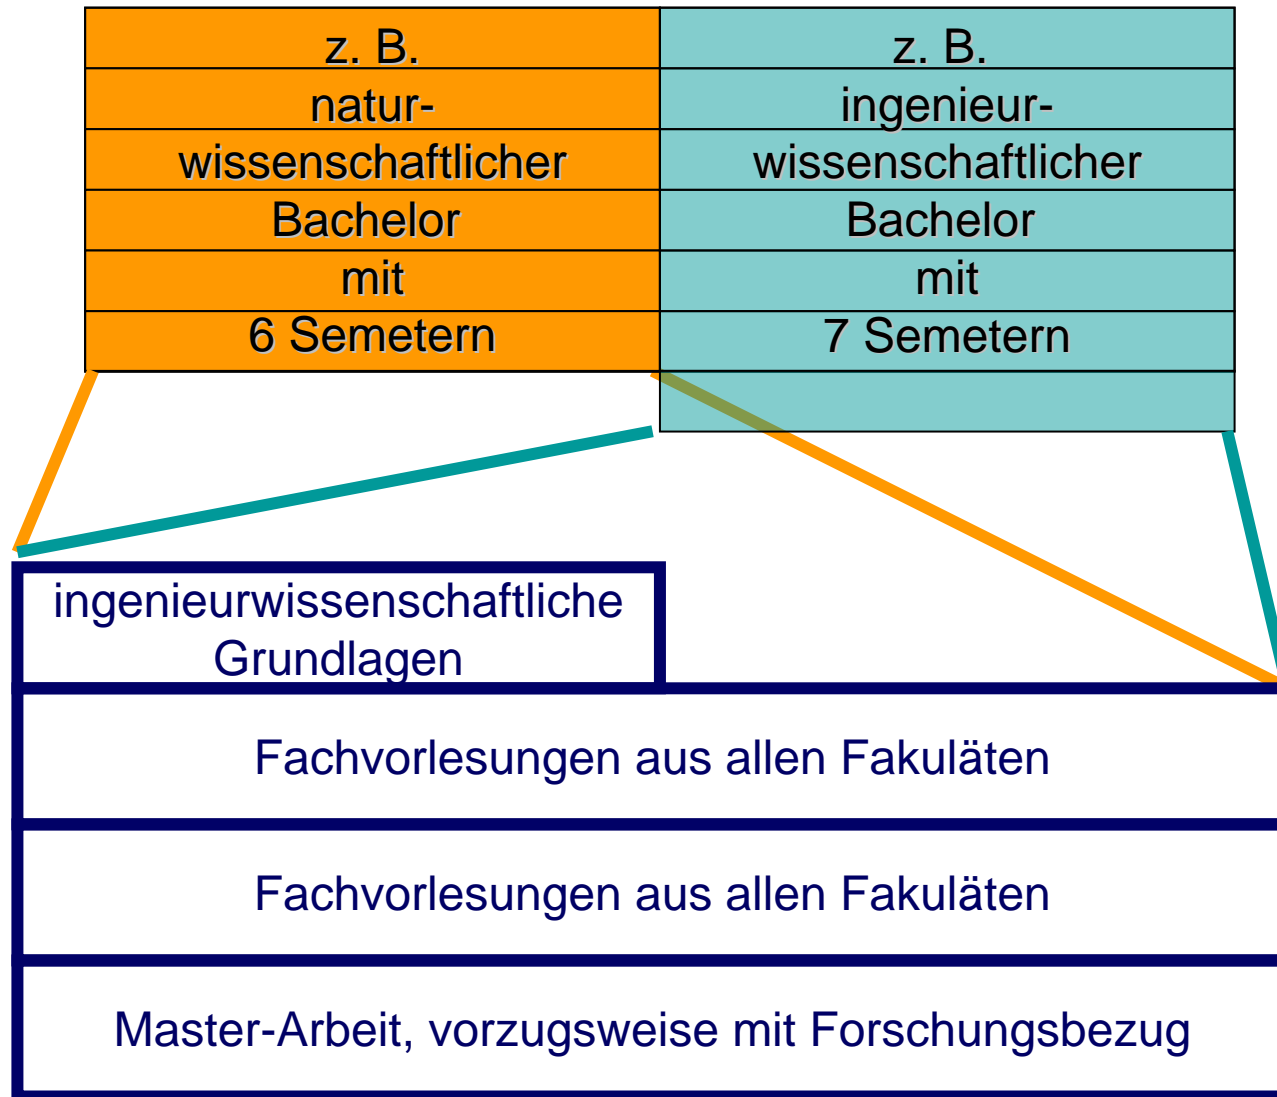 z. B.
natur-
wissenschaftlicher
Bachelor
mit
6 Semetern
z. B.
ingenieur-
wissenschaftlicher
Bachelor
mit
7 Semetern
ingenieurwissenschaftliche
Grundlagen
Fachvorlesungen aus allen Fakuläten
Fachvorlesungen aus allen Fakuläten
Master-Arbeit, vorzugsweise mit Forschungsbezug